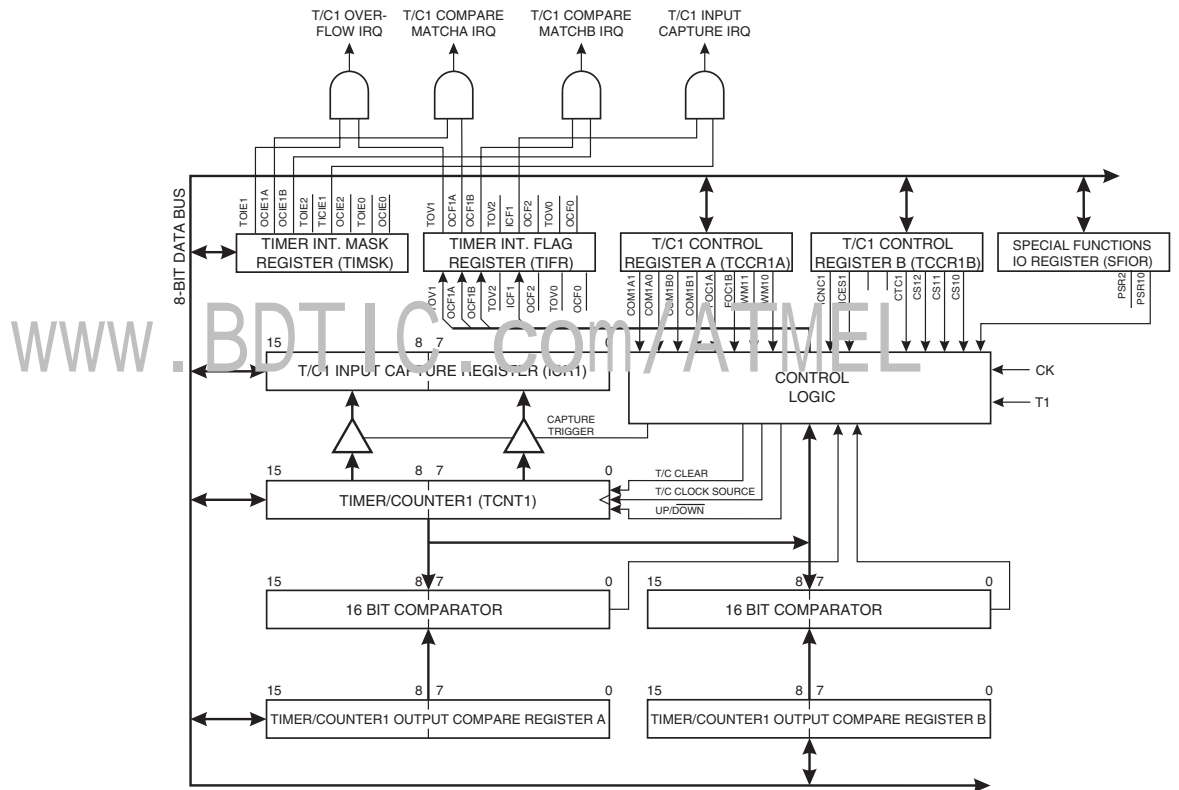 T/C1 OVER-
FLOW IRQ
T/C1 COMPARE
MATCHA IRQ
T/C1 COMPARE
MATCHB IRQ
T/C1 INPUT
CAPTURE IRQ
8-BIT DATA BUS
TOIE1
OCIE1A
OCIE1B
TOIE2
TICIE1
OCIE2
TOIE0
OCIE0
TIMER INT. MASK
REGISTER (TIMSK)
TOV1
OCF1A
OCF1B
TOV2
ICF1
OCF2
TOV0
OCF0
TIMER INT. FLAG
REGISTER (TIFR)
TOV1
OCF1A
OCF1B
TOV2
ICF1
OCF2
TOV0
OCF0
T/C1 CONTROL
REGISTER A (TCCR1A)
COM1A1
COM1A0
COM1B0
COM1B1
FOC1A
FOC1B
WM11
WM10
T/C1 CONTROL
REGISTER B (TCCR1B)
ICNC1
ICES1
CTC1
CS12
CS11
CS10
SPECIAL FUNCTIONS
IO REGISTER (SFIOR)
PSR2
PSR10
www.BDTIC.com/ATMEL
15 8 7 0
T/C1 INPUT CAPTURE REGISTER (ICR1)
CONTROL
LOGIC
CK
T1
CAPTURE
TRIGGER
15 8 7 0
TIMER/COUNTER1 (TCNT1)
T/C CLEAR
T/C CLOCK SOURCE
UP/DOWN
15 8 7 0
16 BIT COMPARATOR
15 8 7 0
16 BIT COMPARATOR
15 8 7 0
TIMER/COUNTER1 OUTPUT COMPARE REGISTER A
15 8 7 0
TIMER/COUNTER1 OUTPUT COMPARE REGISTER B